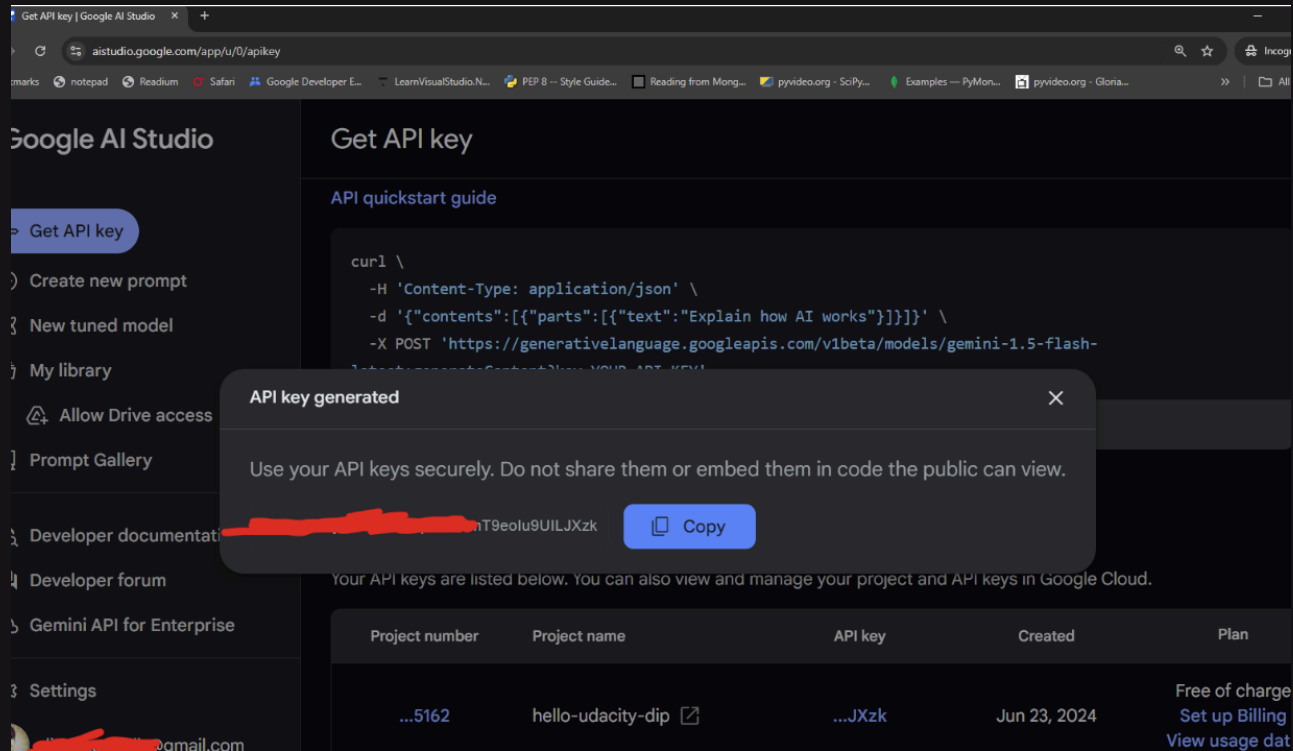 Get API key | Google AI Studio
aistudio.google.com/app/u/0/apikey
notepad Readium Safari Google Developer E... LearnVisualStudio.N... PEP 8 -- Style Guide... Reading from Mong... pyvideo.org - SciPy... Examples — PyMon... pyvideo.org - Gloria... » All
Google AI Studio
Get API key
Create new prompt
New tuned model
My library
Allow Drive access
Prompt Gallery
Developer documentati
Developer forum
Gemini API for Enterprise
Settings
@gmail.com
Get API key
API quickstart guide
curl \
-H 'Content-Type: application/json' \
-d '{"contents":[{"parts":[{"text":"Explain how AI works"}]}]}' \
-X POST 'https://generativelanguage.googleapis.com/v1beta/models/gemini-1.5-flash-
API key generated
Use your API keys securely. Do not share them or embed them in code the public can view.
T9eoIu9UILJXzk Copy
Your API keys are listed below. You can also view and manage your project and API keys in Google Cloud.
Project number Project name API key Created Plan
...5162 hello-udacity-dip ...JXzk Jun 23, 2024 Free of charge
Set up Billing
View usage dat